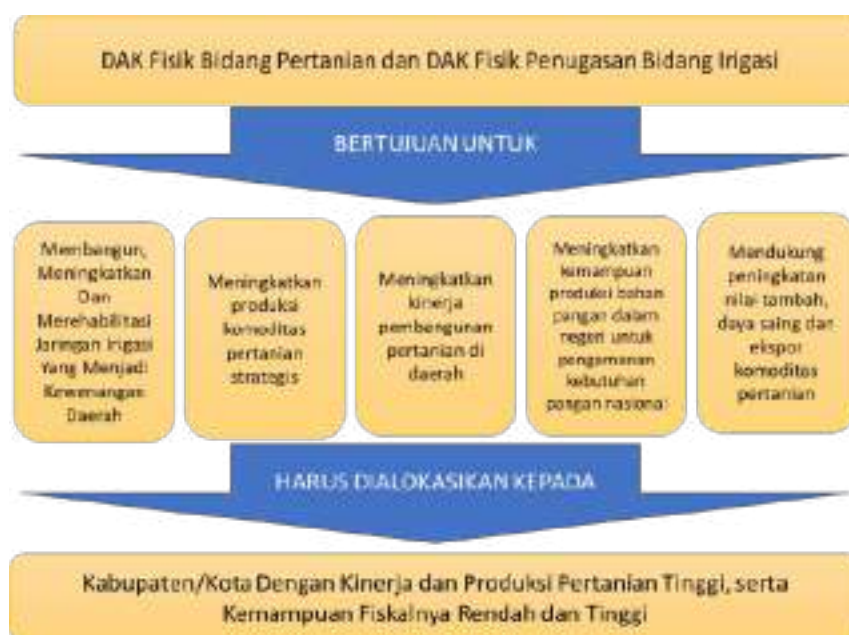 DAK Fisik Bidang Pertanian dan DAK Fisik Penugasan Bidang Irigasi
BERTUJUAN UNTUK
Membangun,
Meningkatkan
Dan
Merehabilitasi
Jaringan Irigasi
Yang Menjadi
Kewenangan
Daerah
Meningkatkan
produksi
komoditas
pertanian
strategis
Meningkatkan
kinerja
pembangunan
pertanian di
daerah
Meningkatkan
kemampuan
produksi bahan
pangan dalam
negeri untuk
pengamanan
kebutuhan
pangan nasional
Mendukung
peningkatan
nilai tambah,
daya saing dan
ekspor
komoditas
pertanian
HARUS DIALOKASIKAN KEPADA
Kabupaten/Kota Dengan Kinerja dan Produksi Pertanian Tinggi, serta
Kemampuan Fiskalnya Rendah dan Tinggi